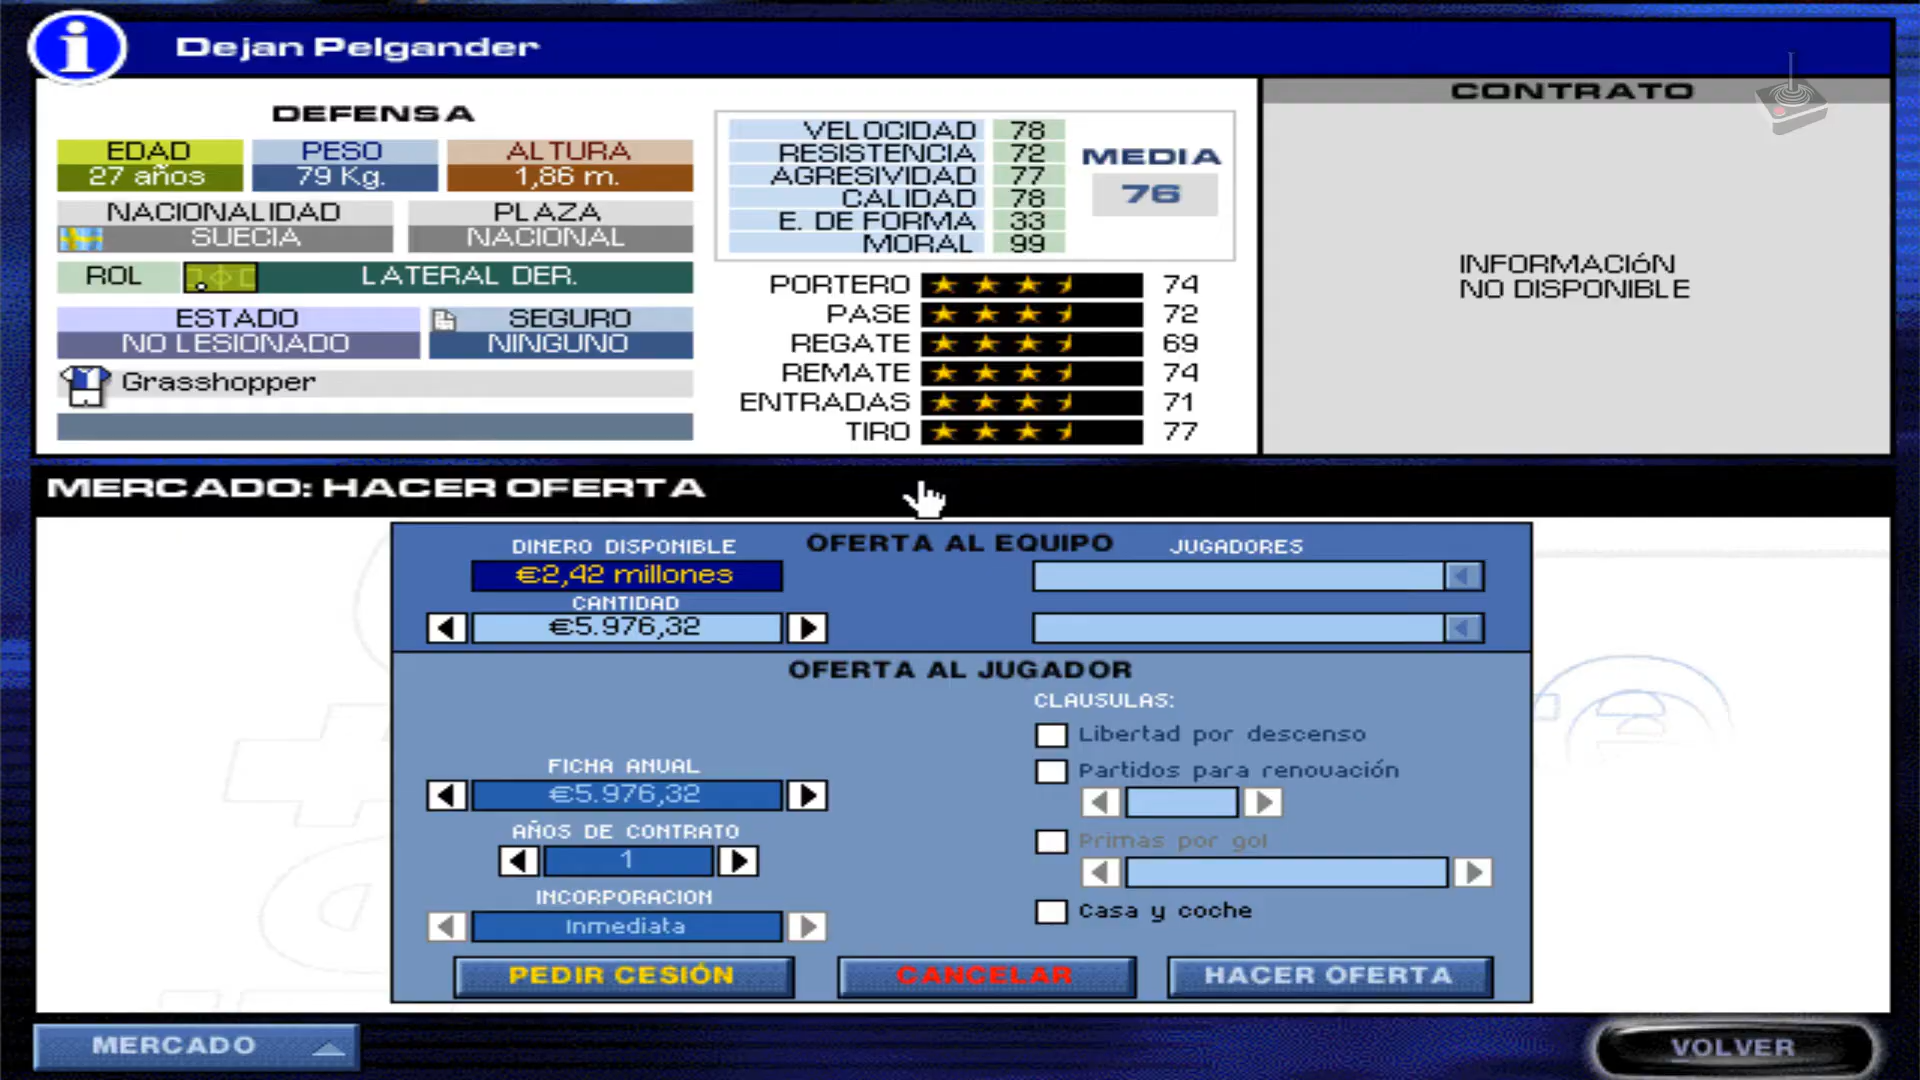 Dejan Pelgander
DEFENSA
EDAD
27 años
PESO
79 Kg.
ALTURA
1,86 m.
NACIONALIDAD
SUECIA
PLAZA
NACIONAL
ROL
LATERAL DER.
ESTADO
NO LESIONADO
SEGURO
NINGUNO
Grasshopper
VELOCIDAD 78
RESISTENCIA 72
AGRESIVIDAD 77
CALIDAD 78
E. DE FORMA 33
MORAL 99
MEDIA
76
PORTERO 74
PASE 72
REGATE 69
REMATE 74
ENTRADAS 71
TIRO 77
CONTRATO
INFORMACIóN
NO DISPONIBLE
MERCADO: HACER OFERTA
OFERTA AL EQUIPO
DINERO DISPONIBLE
€2,42 millones
CANTIDAD
€5.976,32
JUGADORES
OFERTA AL JUGADOR
FICHA ANUAL
€5.976,32
AÑOS DE CONTRATO
1
INCORPORACION
Inmediata
CLAUSULAS:
Libertad por descenso
Partidos para renovación
Primas por gol
Casa y coche
PEDIR CESIÓN
CANCELAR
HACER OFERTA
MERCADO
VOLVER